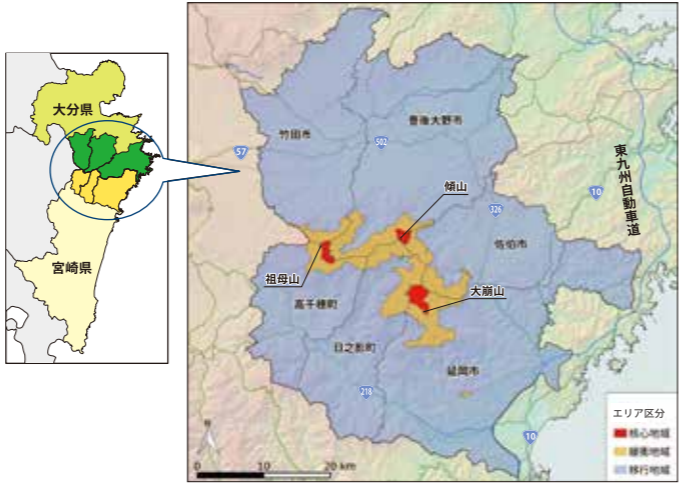 大分県
宮崎県
竹田市
豊後大野市
502
57
傾山
326
10
東九州自動車道
佐伯市
祖母山
高千穂町
大崩山
日之影町
延岡市
218
10
エリア区分
核心地域
緩衝地域
移行地域
N
0 10 20 km